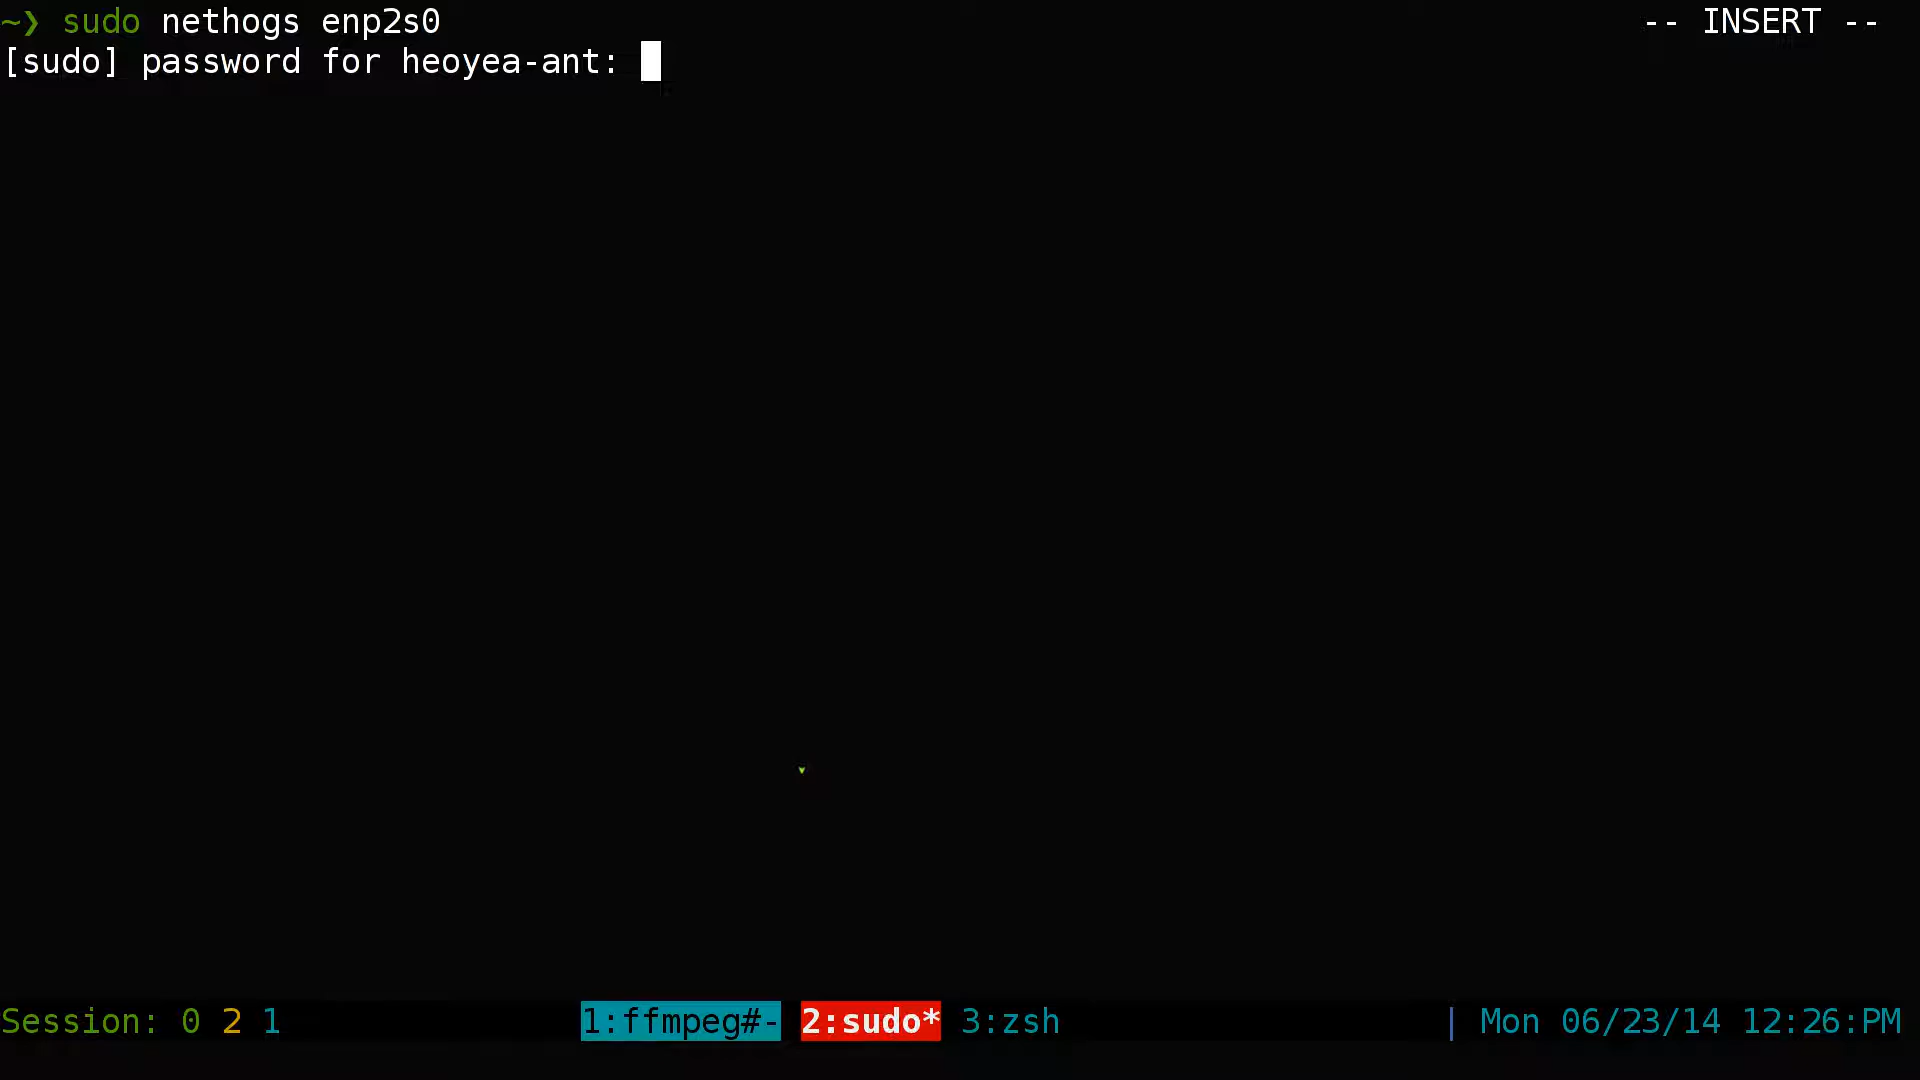 ~❯ sudo nethogs enp2s0 -- INSERT --
[sudo] password for heoyea-ant:
Session: 0 2 1 1:ffmpeg#- 2:sudo* 3:zsh | Mon 06/23/14 12:26:PM